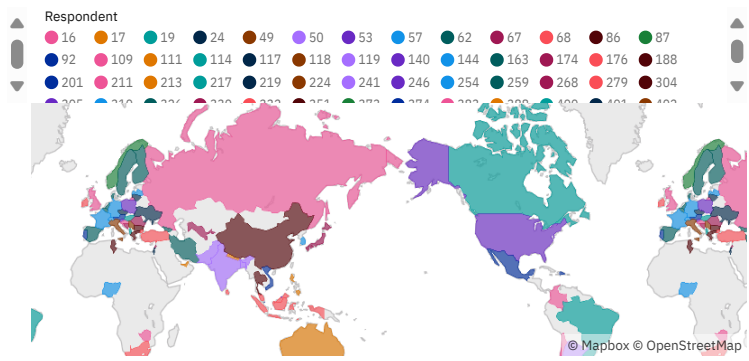 Respondent
16 17 19 24 49 50 53 57 62 67 68 86 87
92 109 111 114 117 118 119 140 144 163 174 176 188
201 211 213 217 219 224 241 246 254 259 268 279 304
© Mapbox © OpenStreetMap